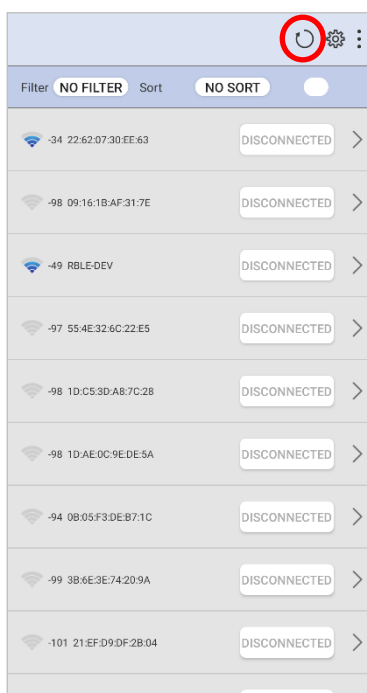 Filter NO FILTER Sort NO SORT
-34 22:62:07:30:EE:63 DISCONNECTED
-98 09:16:1B:AF:31:7E DISCONNECTED
-49 RBLE-DEV DISCONNECTED
-97 55:4E:32:6C:22:E5 DISCONNECTED
-98 1D:C5:3D:A8:7C:28 DISCONNECTED
-98 1D:AE:0C:9E:DE:5A DISCONNECTED
-94 0B:05:F3:DE:B7:1C DISCONNECTED
-99 3B:6E:3E:74:20:9A DISCONNECTED
-101 21:EF:D9:DF:2B:04 DISCONNECTED